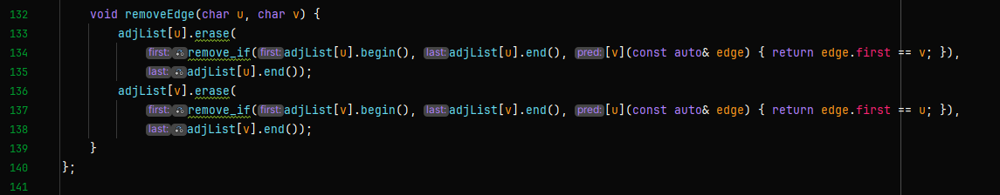 132 void removeEdge(char u, char v) {
133 adjList[u].erase(
134 first: remove_if(first: adjList[u].begin(), last: adjList[u].end(), pred: [v](const auto& edge) { return edge.first == v; }),
135 last: adjList[u].end());
136 adjList[v].erase(
137 first: remove_if(first: adjList[v].begin(), last: adjList[v].end(), pred: [u](const auto& edge) { return edge.first == u; }),
138 last: adjList[v].end());
139 }
140 };
141